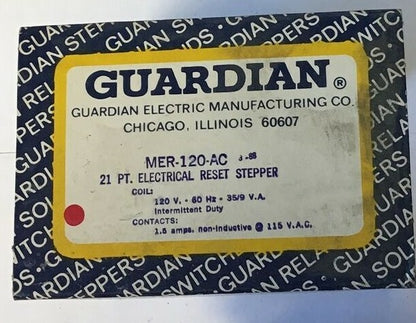 GUARDIAN®
GUARDIAN ELECTRIC MANUFACTURING CO.
CHICAGO, ILLINOIS 60607
MER-120-AC
21 PT. ELECTRICAL RESET STEPPER
COIL:
120 V. - 60 Hz - 35/9 V.A.
Intermittent Duty
CONTACTS:
1.5 amps. non-inductive @ 115 V.A.C.